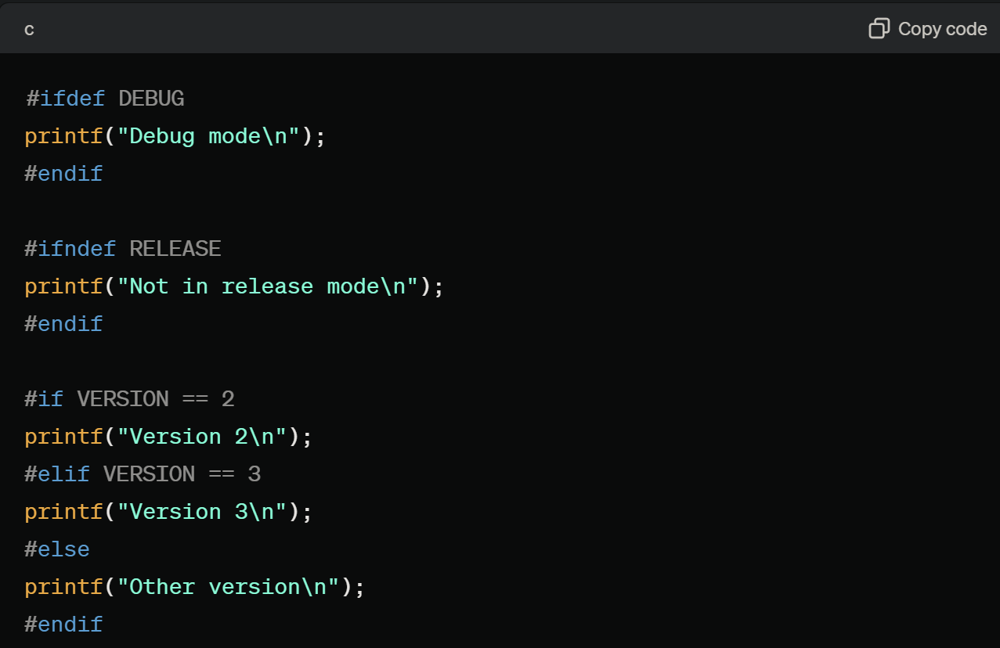 c
Copy code
#ifdef DEBUG
printf("Debug mode\n");
#endif
#ifndef RELEASE
printf("Not in release mode\n");
#endif
#if VERSION == 2
printf("Version 2\n");
#elif VERSION == 3
printf("Version 3\n");
#else
printf("Other version\n");
#endif